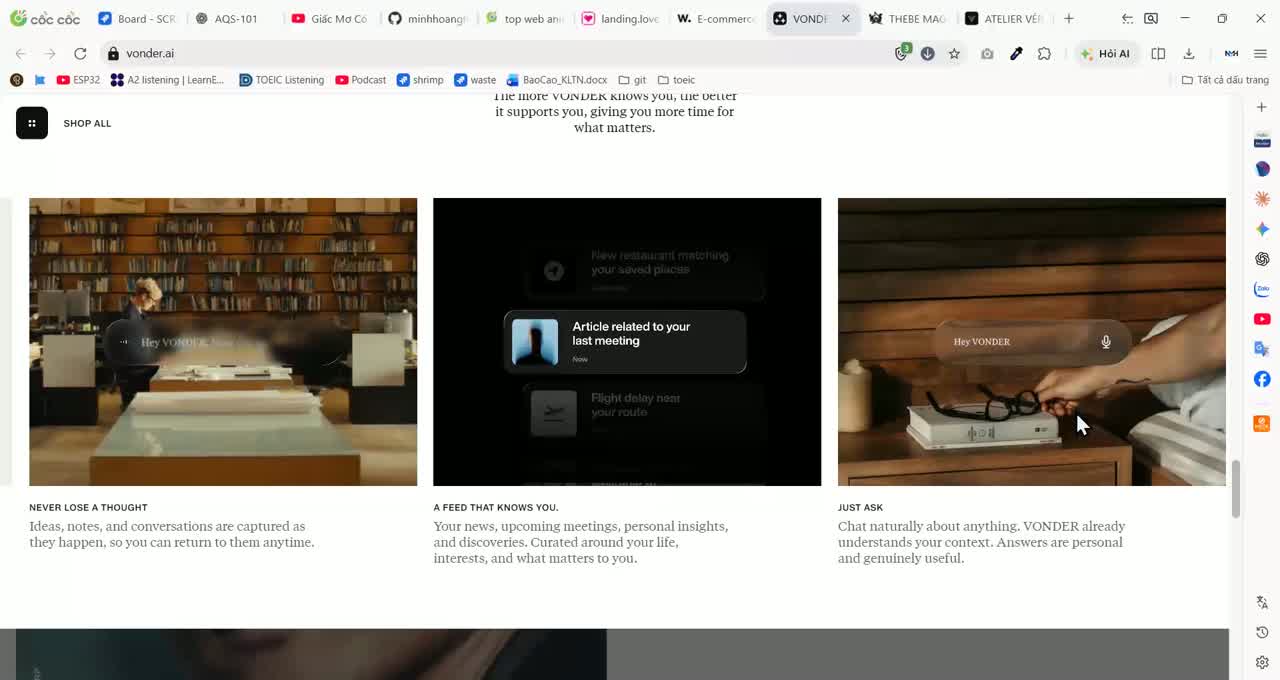 cốc cốc
Board - SCR
AQS-101
Giấc Mơ Có
minhhoang
top web ani
landing.love
E-commerc
VONDE
THEBE MAG
ATELIER VÉR
vonder.ai
3
Hỏi AI
ESP32
A2 listening | LearnE...
TOEIC Listening
Podcast
shrimp
waste
BaoCao_KLTN.docx
git
toeic
Tất cả dấu trang
SHOP ALL
The more VONDER knows you, the better
it supports you, giving you more time for
what matters.
Hey VONDER,
New restaurant matching
your saved places
Article related to your
last meeting
Now
Flight delay near
your route
Hey VONDER
NEVER LOSE A THOUGHT
Ideas, notes, and conversations are captured as
they happen, so you can return to them anytime.
A FEED THAT KNOWS YOU.
Your news, upcoming meetings, personal insights,
and discoveries. Curated around your life,
interests, and what matters to you.
JUST ASK
Chat naturally about anything. VONDER already
understands your context. Answers are personal
and genuinely useful.
Zalo